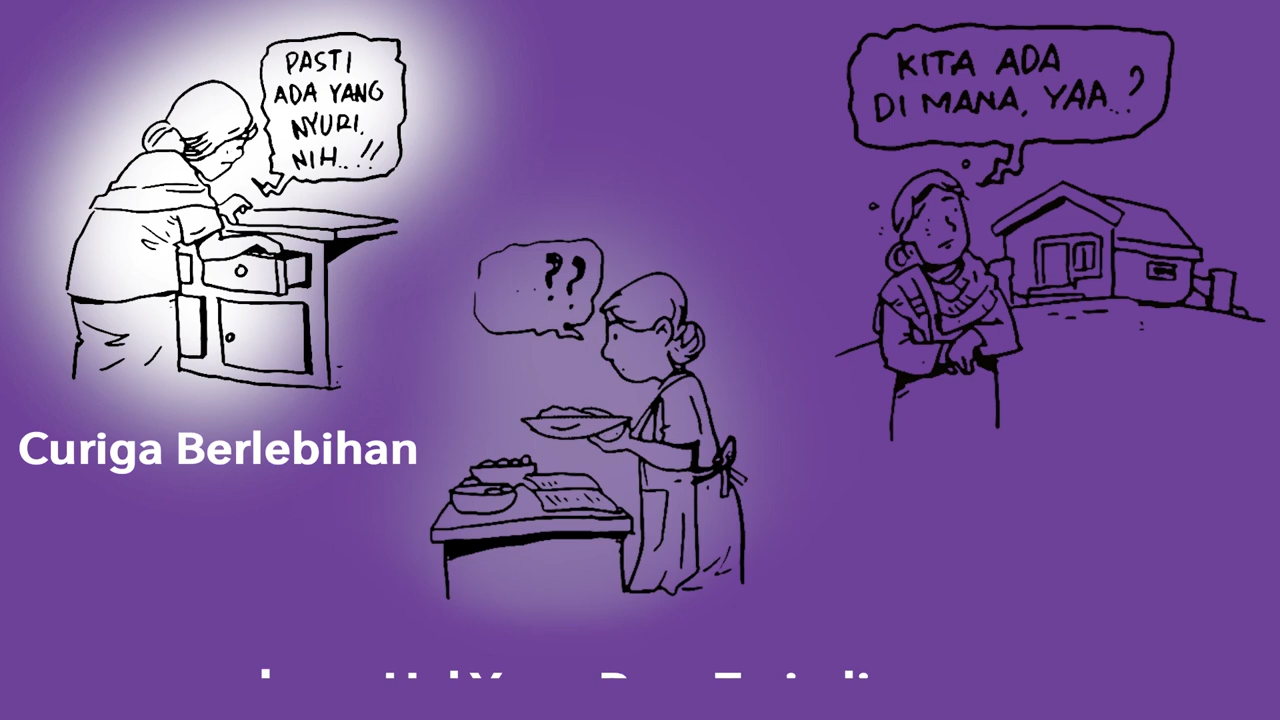 PASTI
ADA YANG
NYURI,
NIH...!!
Curiga Berlebihan
??
KITA ADA
DI MANA, YAA..?